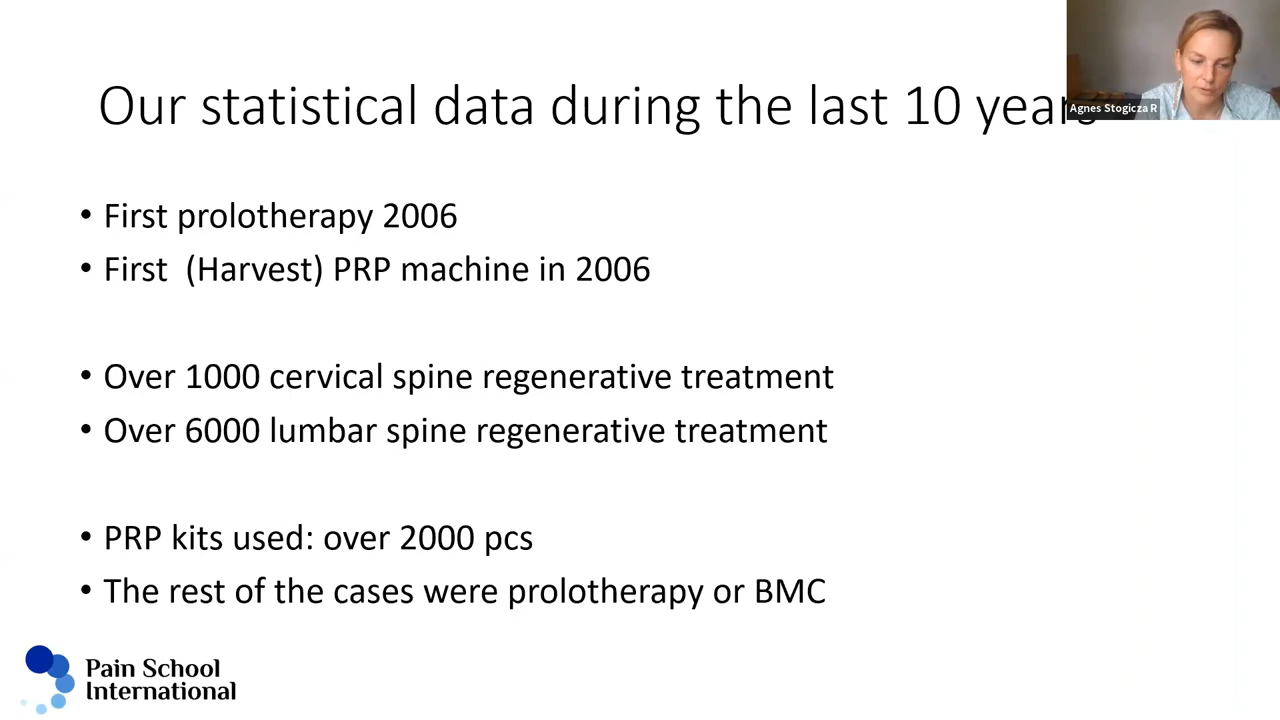 Our statistical data during the last 10 years
Agnes Stogicza R
• First prolotherapy 2006
• First (Harvest) PRP machine in 2006
• Over 1000 cervical spine regenerative treatment
• Over 6000 lumbar spine regenerative treatment
• PRP kits used: over 2000 pcs
• The rest of the cases were prolotherapy or BMC
Pain School
International